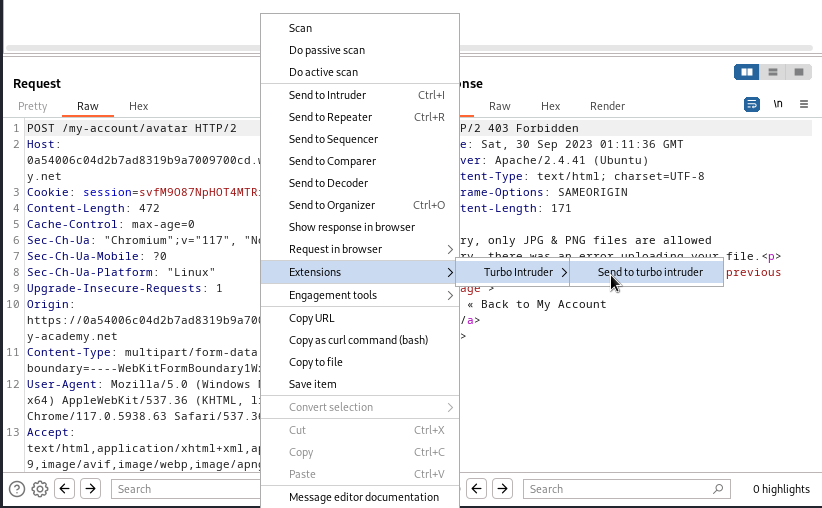 Request
Pretty Raw Hex
1 POST /my-account/avatar HTTP/2
2 Host:
0a54006c04d2b7ad8319b9a7009700cd.
y.net
3 Cookie: session=svfM9O87NpHOT4MTR
4 Content-Length: 472
5 Cache-Control: max-age=0
6 Sec-Ch-Ua: "Chromium";v="117", "N
7 Sec-Ch-Ua-Mobile: ?0
8 Sec-Ch-Ua-Platform: "Linux"
9 Upgrade-Insecure-Requests: 1
10 Origin:
https://0a54006c04d2b7ad8319b9a700
y-academy.net
11 Content-Type: multipart/form-data
boundary=----WebKitFormBoundary1W
12 User-Agent: Mozilla/5.0 (Windows
x64) AppleWebKit/537.36 (KHTML, l
Chrome/117.0.5938.63 Safari/537.3
13 Accept:
text/html,application/xhtml+xml,a
9,image/avif,image/webp,image/apn
Search
Scan
Do passive scan
Do active scan
Send to Intruder Ctrl+I
Send to Repeater Ctrl+R
Send to Sequencer
Send to Comparer
Send to Decoder
Send to Organizer Ctrl+O
Show response in browser
Request in browser
Extensions
Engagement tools
Copy URL
Copy as curl command (bash)
Copy to file
Save item
Convert selection
Cut Ctrl+X
Copy Ctrl+C
Paste Ctrl+V
Message editor documentation
Turbo Intruder
Send to turbo intruder
onse
Raw Hex Render
\n
P/2 403 Forbidden
e: Sat, 30 Sep 2023 01:11:36 GMT
ver: Apache/2.4.41 (Ubuntu)
tent-Type: text/html; charset=UTF-8
rame-Options: SAMEORIGIN
tent-Length: 171
ry, only JPG & PNG files are allowed
ry, there was an error uploading your file.<p>
previous
age">
« Back to My Account
/a>
>
Search
0 highlights